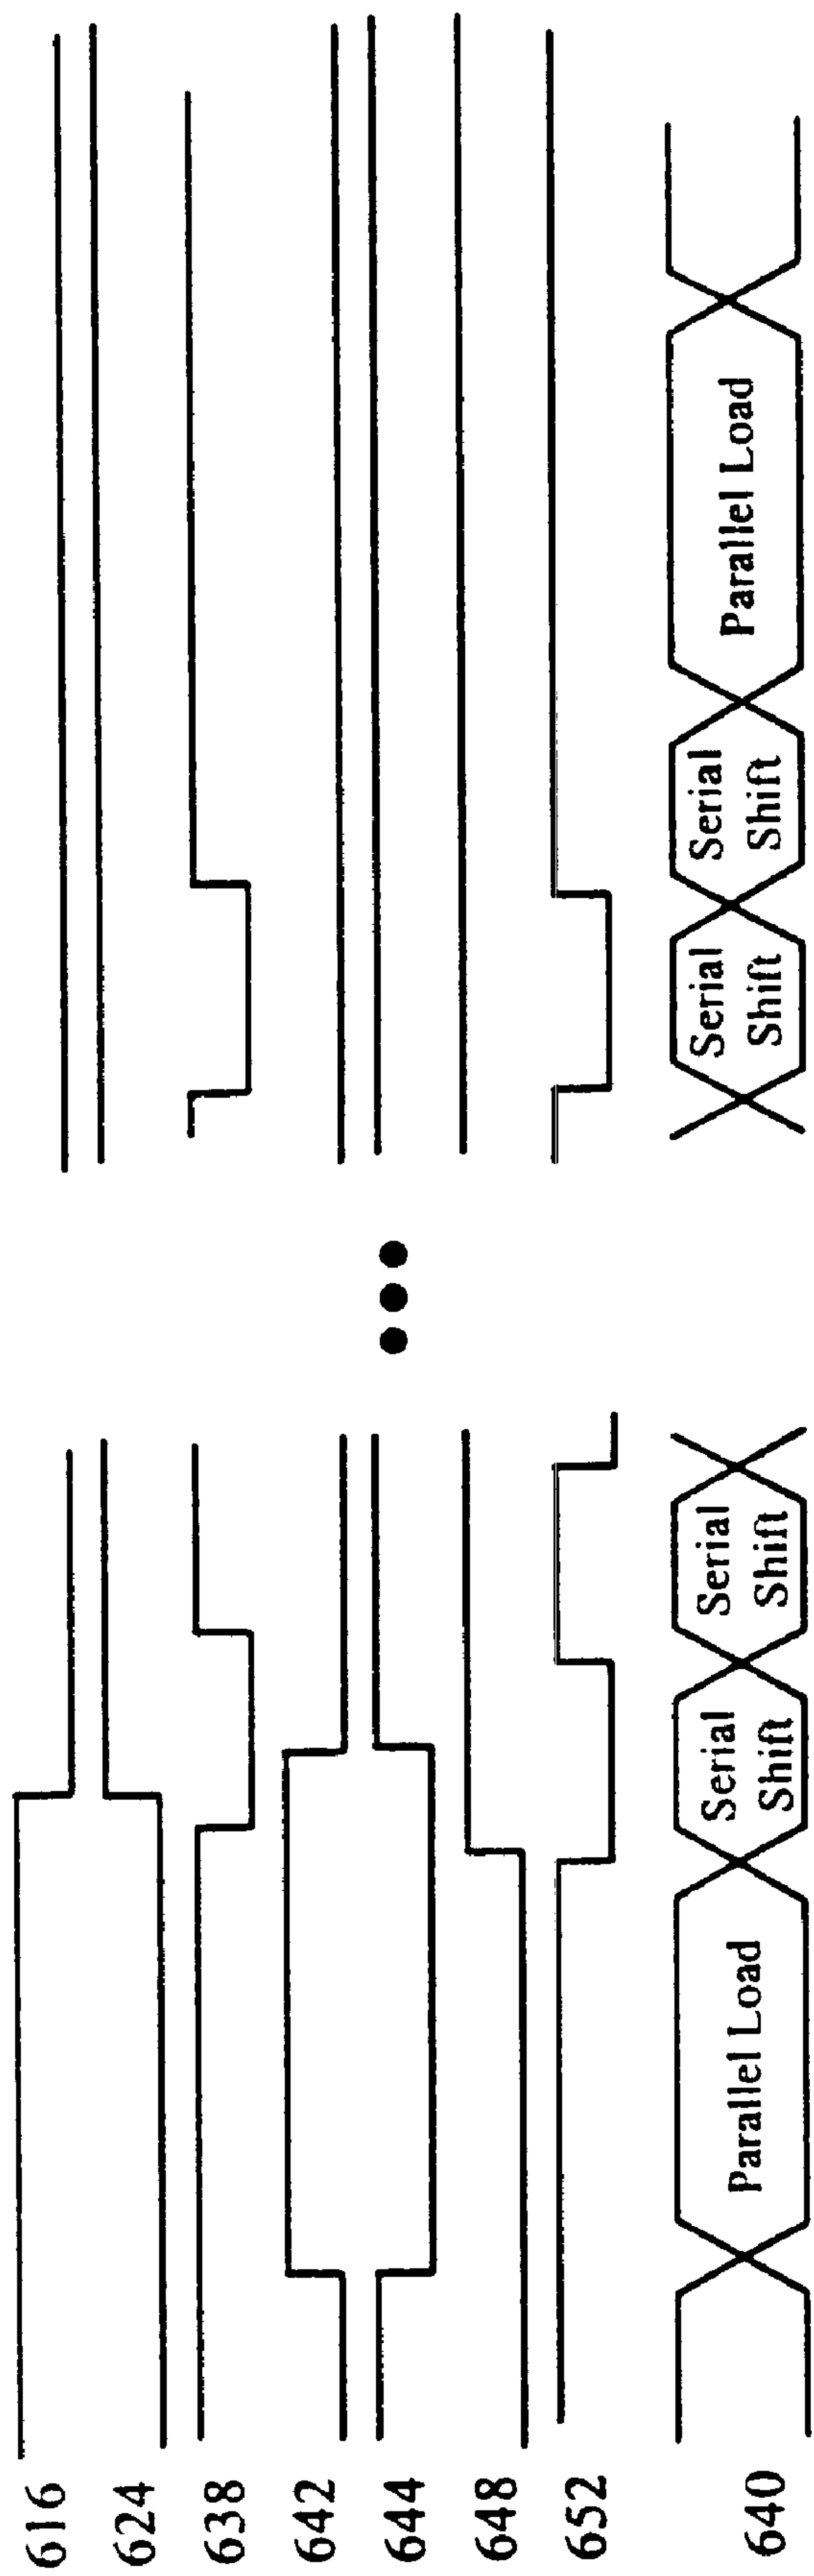 616
624
638
642
644
648
652
640
Parallel Load
Serial
Shift
Serial
Shift
Serial
Shift
Serial
Shift
Parallel Load